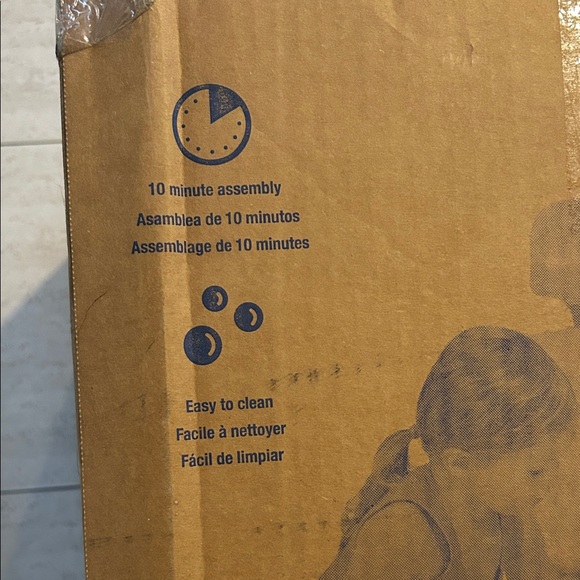 10 minute assembly
Asamblea de 10 minutos
Assemblage de 10 minutes
Easy to clean
Facile à nettoyer
Fácil de limpiar